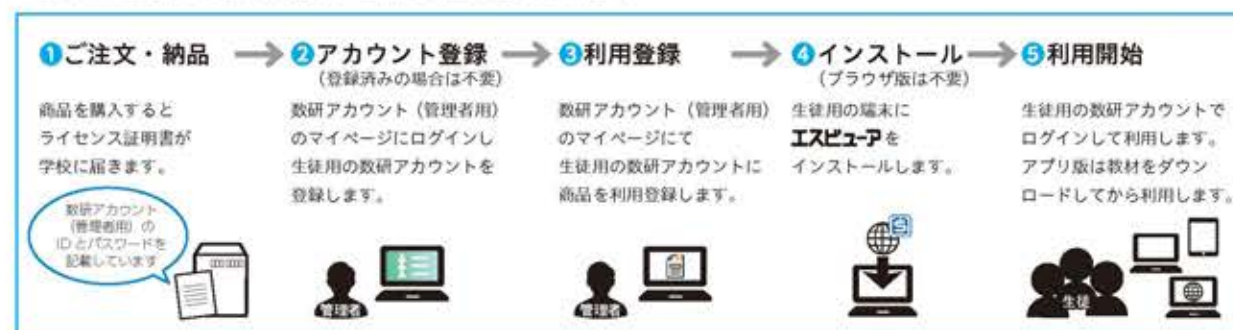 ❶ご注文・納品
商品を購入すると
ライセンス証明書が
学校に届きます。
数研アカウント
(管理者用)の
IDとパスワードを
記載しています
❷アカウント登録
(登録済みの場合は不要)
数研アカウント(管理者用)
のマイページにログインし
生徒用の数研アカウントを
登録します。
管理者
❸利用登録
数研アカウント(管理者用)
のマイページにて
生徒用の数研アカウントに
商品を利用登録します。
管理者
❹インストール
(ブラウザ版は不要)
生徒用の端末に
エスビューアを
インストールします。
S
❺利用開始
生徒用の数研アカウントで
ログインして利用します。
アプリ版は教材をダウン
ロードしてから利用します。
生徒